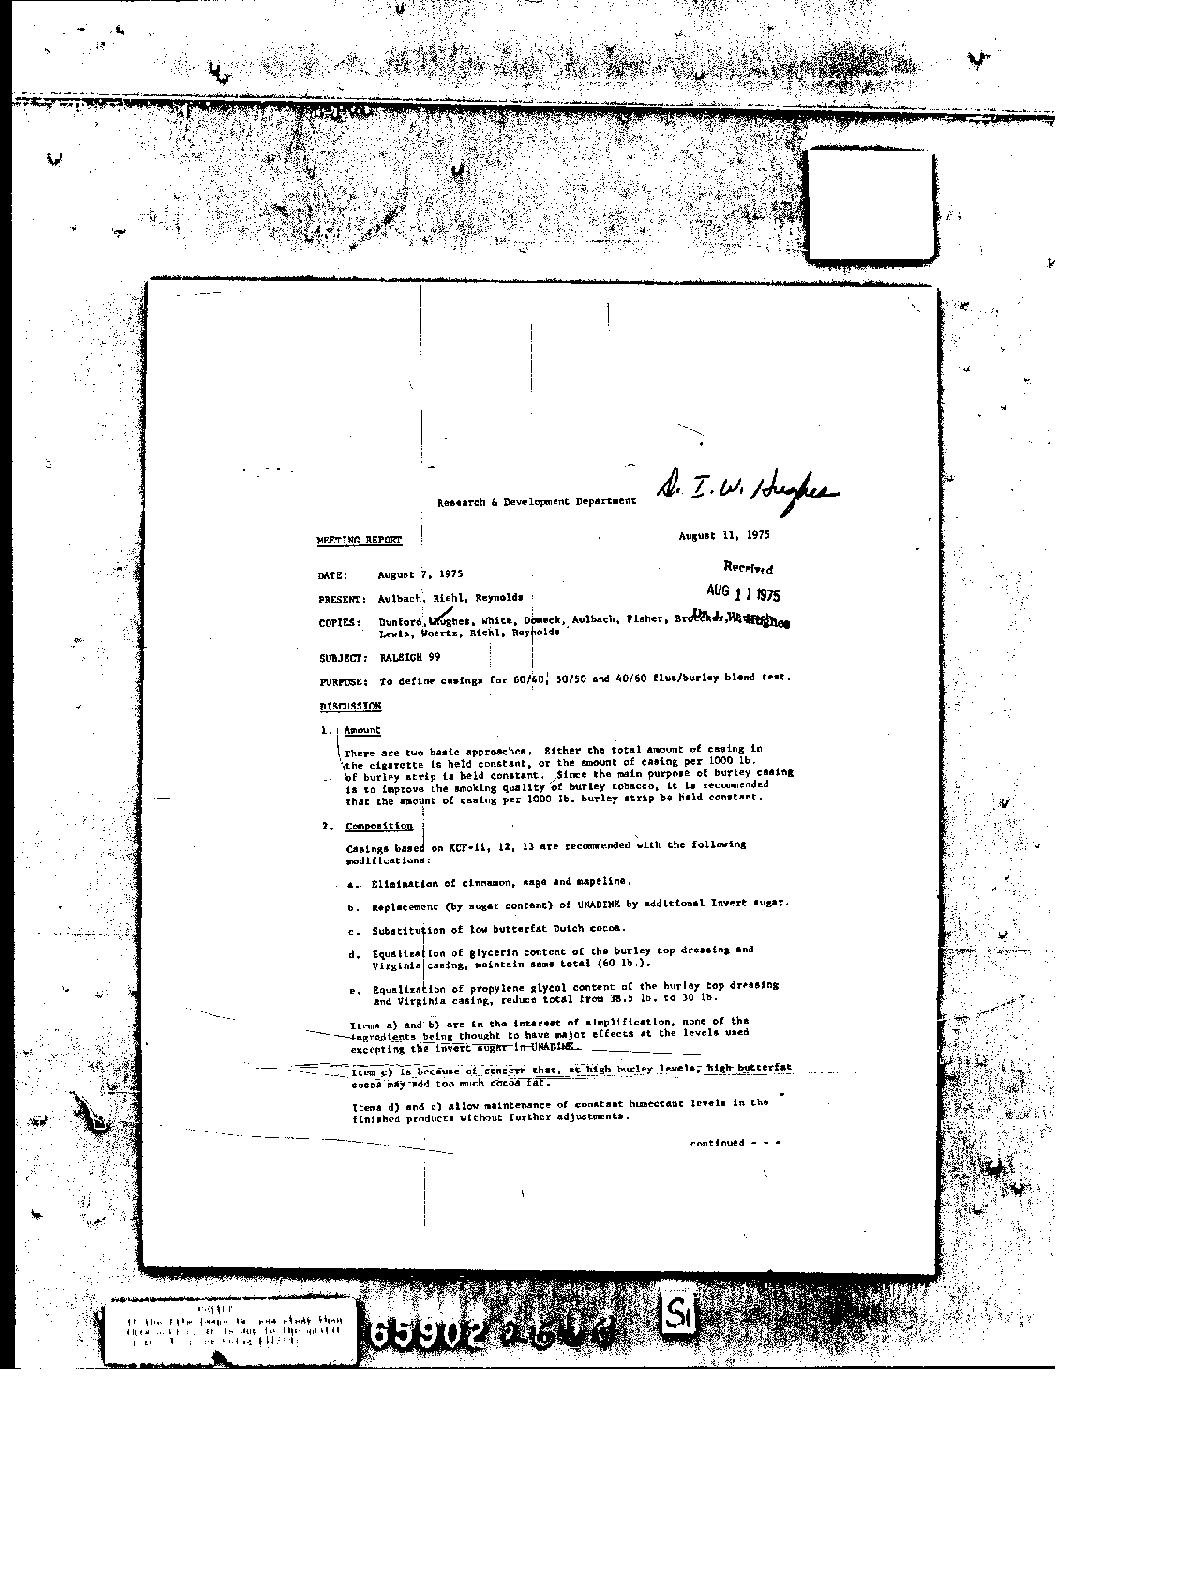 D. I. W. Hughes
Research & Development Department
MEETING REPORT
August 11, 1975
DATE: August 7, 1975
Received
AUG 11 1975
PRESENT: Aulbach, Riehl, Reynolds
COPIES: Dunford, Hughes, White, Domeck, Aulbach, Fisher, Broecker,
Lewis, Woertz, Riehl, Reynolds
SUBJECT: RALEIGH 99
PURPOSE: To define casings for 60/40, 50/50 and 40/60 flue/burley blend test.
DISCUSSION
1. Amount
There are two basic approaches. Either the total amount of casing in
the cigarette is held constant, or the amount of casing per 1000 lb.
of burley strip is held constant. Since the main purpose of burley casing
is to improve the smoking quality of burley tobacco, it is recommended
that the amount of casing per 1000 lb. burley strip be held constant.
2. Composition
Casings based on KCF-11, 12, 13 are recommended with the following
modifications:
a. Elimination of cinnamon, sage and mapeline.
b. Replacement (by sugar content) of UNADINE by additional Invert sugar.
c. Substitution of low butterfat Dutch cocoa.
d. Equalization of glycerin content of the burley top dressing and
Virginia casing, maintain same total (60 lb.).
e. Equalization of propylene glycol content of the burley top dressing
and Virginia casing, reduce total from 38.5 lb. to 30 lb.
Items a) and b) are in the interest of simplification, none of the
ingredients being thought to have major effects at the levels used
excepting the invert sugar in UNADINE.
Item c) is because of concern that, at high burley levels, high butterfat
cocoa may add too much cocoa fat.
Items d) and e) allow maintenance of constant humectant levels in the
finished products without further adjustments.
continued - - -
65902
S1